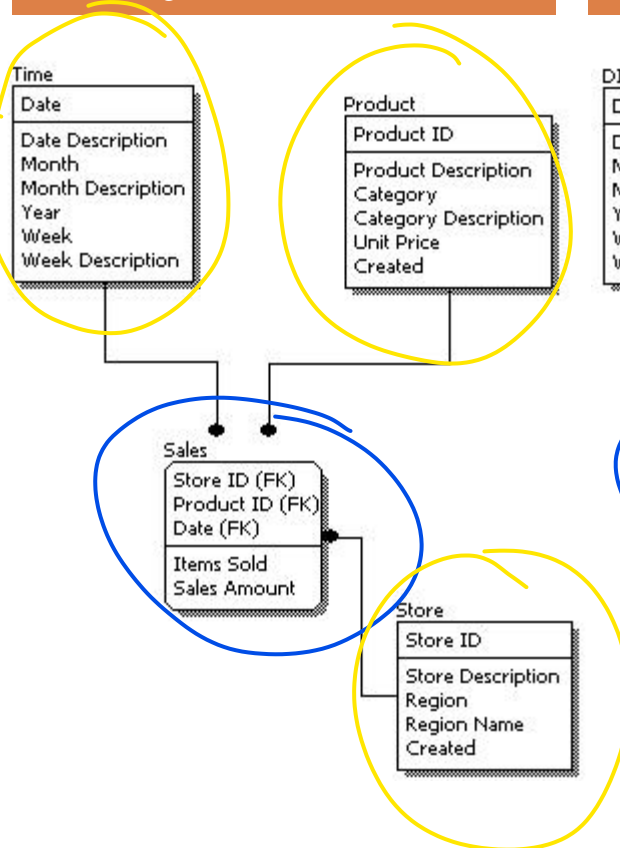 Time
Date
Date Description
Month
Month Description
Year
Week
Week Description
Product
Product ID
Product Description
Category
Category Description
Unit Price
Created
Sales
Store ID (FK)
Product ID (FK)
Date (FK)
Items Sold
Sales Amount
Store
Store ID
Store Description
Region
Region Name
Created